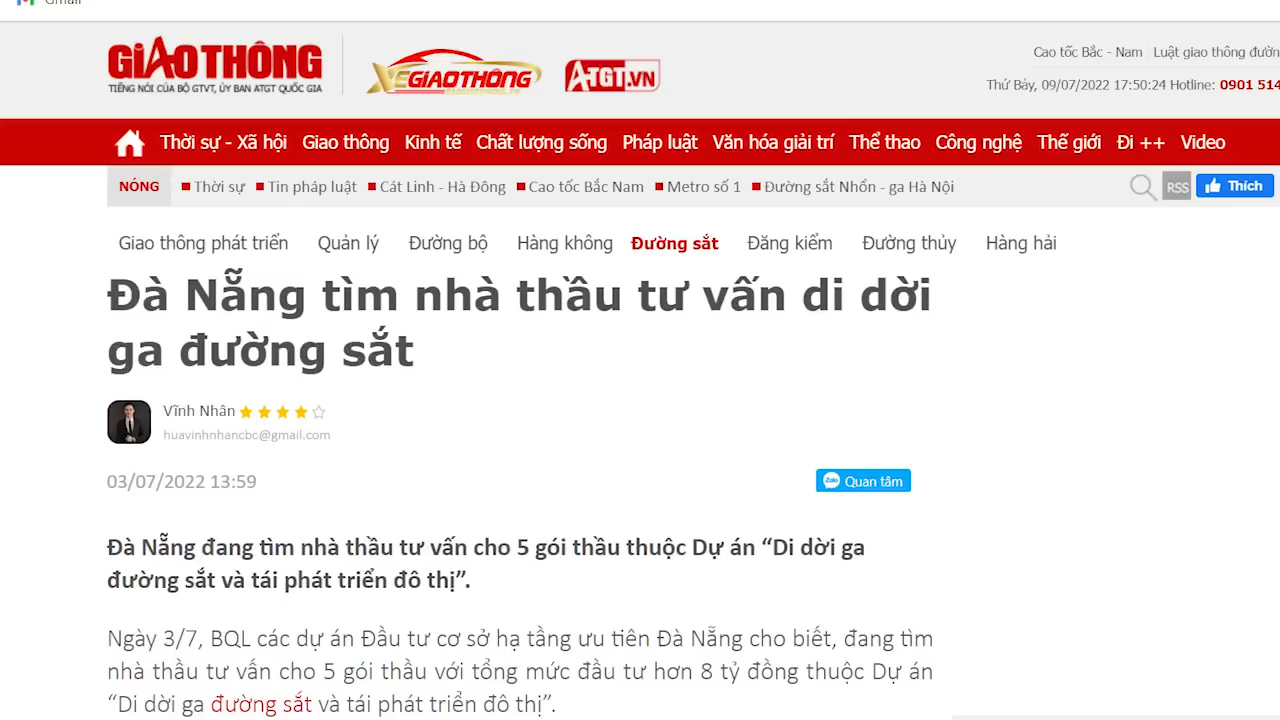 Gmail
GIAO THÔNG
TIẾNG NÓI CỦA BỘ GTVT, ỦY BAN ATGT QUỐC GIA
XEGIAOTHÔNG
ATGT.VN
Cao tốc Bắc - Nam Luật giao thông đườn
Thứ Bảy, 09/07/2022 17:50:24 Hotline: 0901 514
Thời sự - Xã hội Giao thông Kinh tế Chất lượng sống Pháp luật Văn hóa giải trí Thể thao Công nghệ Thế giới Đi ++ Video
NÓNG Thời sự Tin pháp luật Cát Linh - Hà Đông Cao tốc Bắc Nam Metro số 1 Đường sắt Nhổn - ga Hà Nội RSS Thích
Giao thông phát triển Quản lý Đường bộ Hàng không Đường sắt Đăng kiểm Đường thủy Hàng hải
Đà Nẵng tìm nhà thầu tư vấn di dời
ga đường sắt
Vĩnh Nhân
huavinhnhancbc@gmail.com
03/07/2022 13:59
Zalo Quan tâm
Đà Nẵng đang tìm nhà thầu tư vấn cho 5 gói thầu thuộc Dự án “Di dời ga
đường sắt và tái phát triển đô thị”.
Ngày 3/7, BQL các dự án Đầu tư cơ sở hạ tầng ưu tiên Đà Nẵng cho biết, đang tìm
nhà thầu tư vấn cho 5 gói thầu với tổng mức đầu tư hơn 8 tỷ đồng thuộc Dự án
“Di dời ga đường sắt và tái phát triển đô thị”.